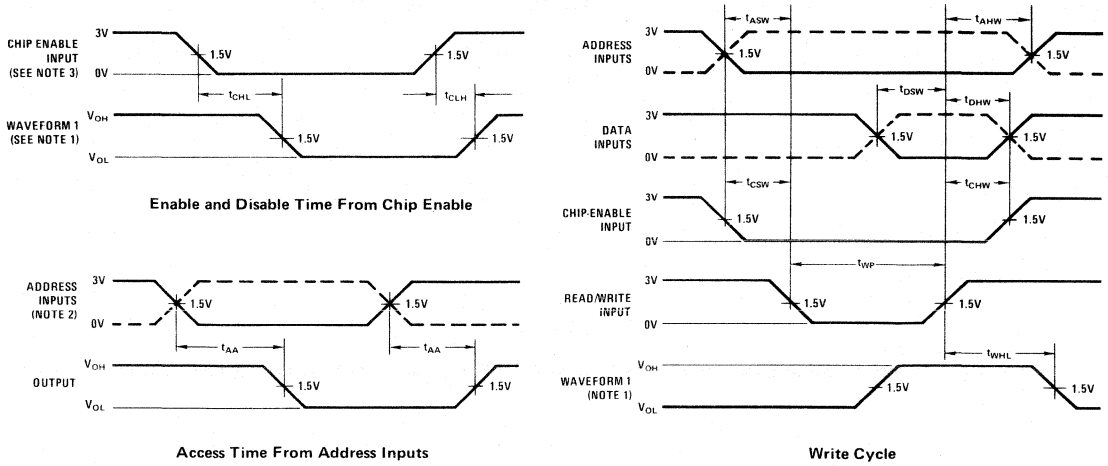 CHIP ENABLE
INPUT
(SEE NOTE 3)
3V
0V
1.5V
1.5V
tCHL
tCLH
WAVEFORM 1
(SEE NOTE 1)
VOH
VOL
1.5V
1.5V
Enable and Disable Time From Chip Enable
ADDRESS
INPUTS
(NOTE 2)
3V
0V
1.5V
1.5V
tAA
tAA
OUTPUT
VOH
VOL
1.5V
1.5V
Access Time From Address Inputs
tASW
tAHW
ADDRESS
INPUTS
3V
0V
1.5V
1.5V
tDSW
tDHW
DATA
INPUTS
3V
0V
1.5V
1.5V
tCSW
tCHW
CHIP-ENABLE
INPUT
3V
0V
1.5V
1.5V
tWP
READ/WRITE
INPUT
3V
0V
1.5V
1.5V
tWHL
WAVEFORM 1
(NOTE 1)
VOH
VOL
1.5V
1.5V
Write Cycle